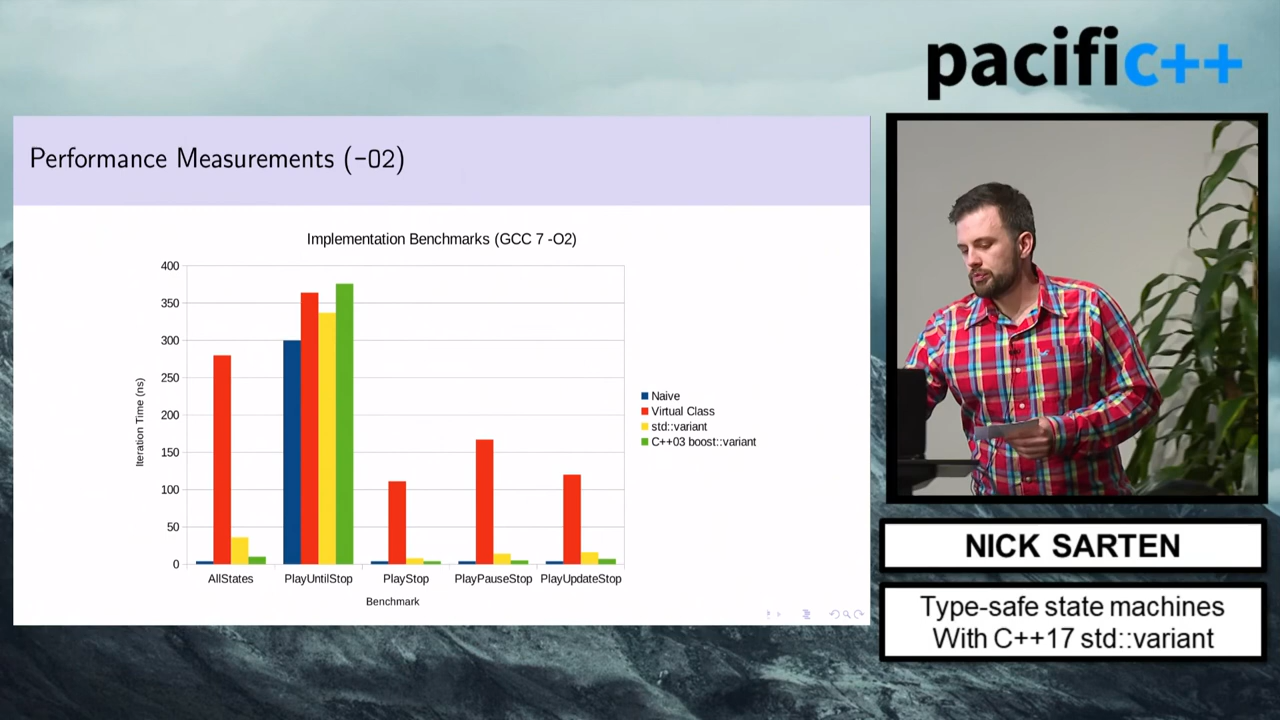 pacific++
Performance Measurements (-O2)
Implementation Benchmarks (GCC 7 -O2)
400
350
300
250
200
150
100
50
0
Iteration Time (ns)
AllStates
PlayUntilStop
PlayStop
PlayPauseStop
PlayUpdateStop
Benchmark
Naive
Virtual Class
std::variant
C++03 boost::variant
NICK SARTEN
Type-safe state machines
With C++17 std::variant